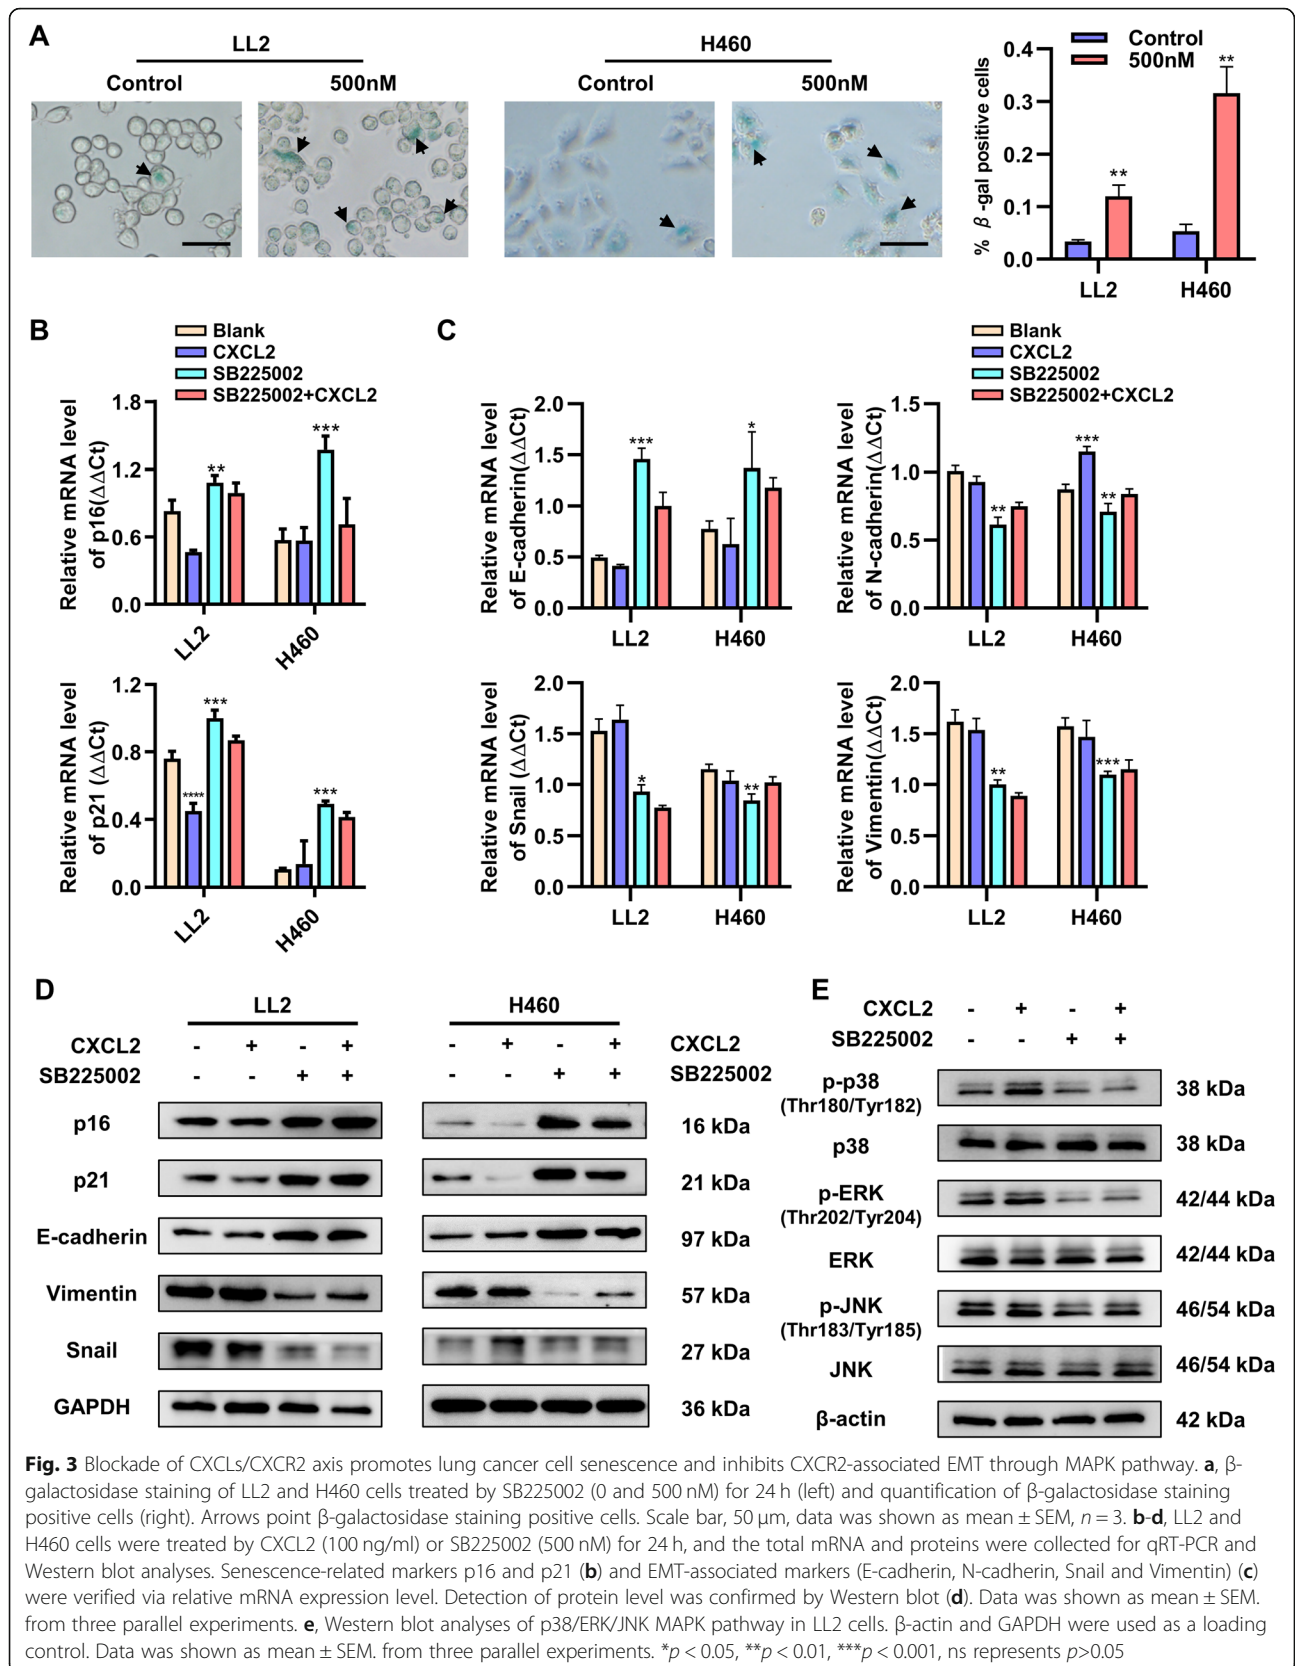 A
LL2
Control
500nM
H460
Control
500nM
% β-gal positive cells
0.4
0.3
0.2
0.1
0.0
Control
500nM
**
**
LL2
H460
B
Blank
CXCL2
SB225002
SB225002+CXCL2
Relative mRNA level
of p16(ΔΔCt)
1.8
1.2
0.6
0.0
**
***
LL2
H460
Relative mRNA level
of p21 (ΔΔCt)
1.2
0.8
0.4
0.0
****
***
***
LL2
H460
C
Blank
CXCL2
SB225002
SB225002+CXCL2
Relative mRNA level
of E-cadherin(ΔΔCt)
2.0
1.5
1.0
0.5
0.0
***
*
LL2
H460
Relative mRNA level
of N-cadherin(ΔΔCt)
1.5
1.0
0.5
0.0
**
***
**
LL2
H460
Relative mRNA level
of Snail (ΔΔCt)
2.0
1.5
1.0
0.5
0.0
*
**
LL2
H460
Relative mRNA level
of Vimentin(ΔΔCt)
2.0
1.5
1.0
0.5
0.0
**
***
LL2
H460
D
LL2
H460
CXCL2 - + - + - + - + CXCL2
SB225002 - - + + - - + + SB225002
p16 16 kDa
p21 21 kDa
E-cadherin 97 kDa
Vimentin 57 kDa
Snail 27 kDa
GAPDH 36 kDa
E
CXCL2 - + - +
SB225002 - - + +
p-p38 38 kDa
(Thr180/Tyr182)
p38 38 kDa
p-ERK 42/44 kDa
(Thr202/Tyr204)
ERK 42/44 kDa
p-JNK 46/54 kDa
(Thr183/Tyr185)
JNK 46/54 kDa
β-actin 42 kDa
Fig. 3 Blockade of CXCLs/CXCR2 axis promotes lung cancer cell senescence and inhibits CXCR2-associated EMT through MAPK pathway. a, β-
galactosidase staining of LL2 and H460 cells treated by SB225002 (0 and 500 nM) for 24 h (left) and quantification of β-galactosidase staining
positive cells (right). Arrows point β-galactosidase staining positive cells. Scale bar, 50 μm, data was shown as mean ± SEM, n = 3. b-d, LL2 and
H460 cells were treated by CXCL2 (100 ng/ml) or SB225002 (500 nM) for 24 h, and the total mRNA and proteins were collected for qRT-PCR and
Western blot analyses. Senescence-related markers p16 and p21 (b) and EMT-associated markers (E-cadherin, N-cadherin, Snail and Vimentin) (c)
were verified via relative mRNA expression level. Detection of protein level was confirmed by Western blot (d). Data was shown as mean ± SEM.
from three parallel experiments. e, Western blot analyses of p38/ERK/JNK MAPK pathway in LL2 cells. β-actin and GAPDH were used as a loading
control. Data was shown as mean ± SEM. from three parallel experiments. *p < 0.05, **p < 0.01, ***p < 0.001, ns represents p>0.05